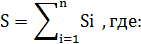 S = ∑ⁿᵢ₌₁ Si , где: